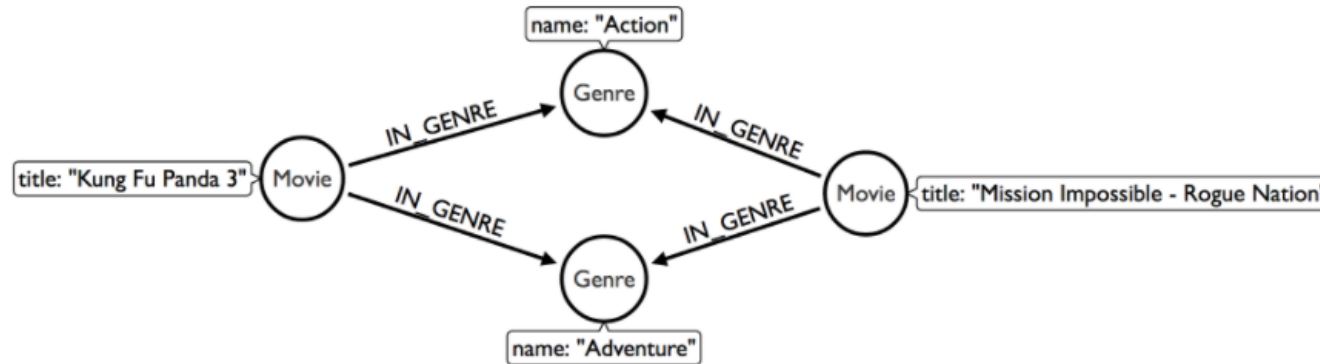 name: "Action"
Genre
IN_GENRE
IN_GENRE
title: "Kung Fu Panda 3"
Movie
Movie
title: "Mission Impossible - Rogue Nation"
IN_GENRE
IN_GENRE
Genre
name: "Adventure"